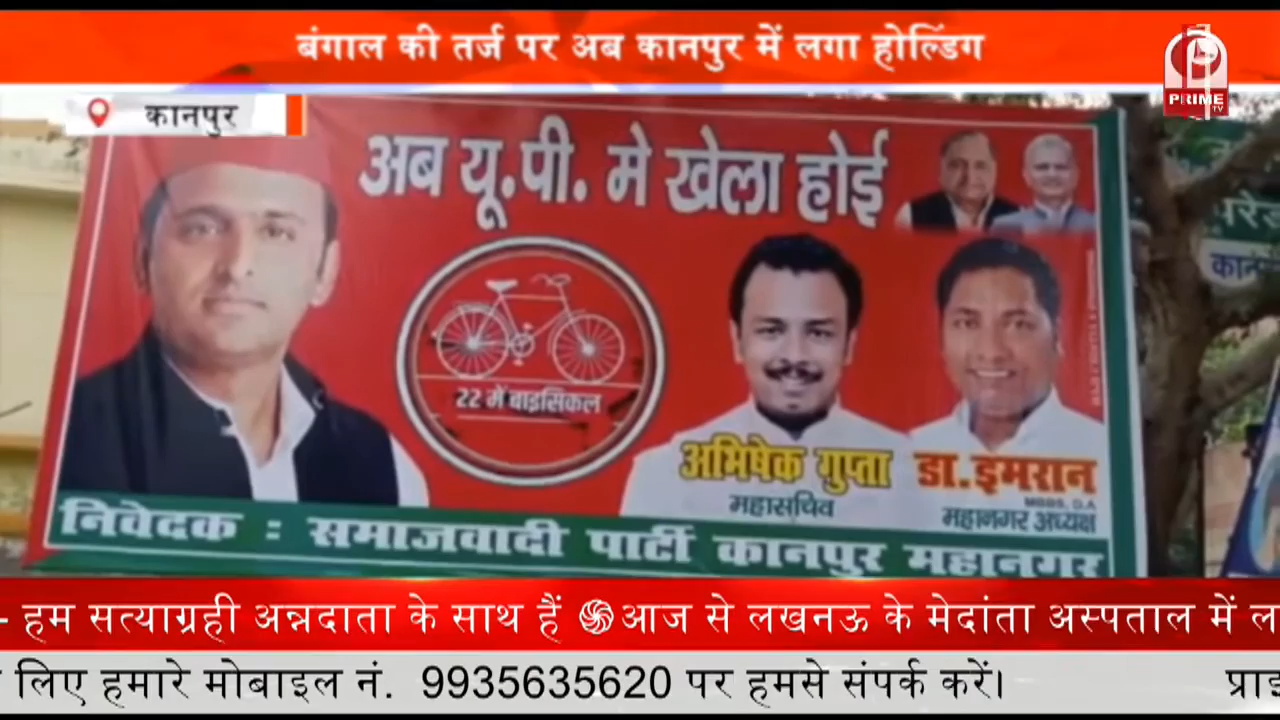 बंगाल की तर्ज पर अब कानपुर में लगा होल्डिंग
PRIME
TV
कानपुर
अब यू.पी. मे खेला होई
22 में बाइसिकल
अभिषेक गुप्ता
महासचिव
डा.इमरान
MBBS, D.A
महानगर अध्यक्ष
निवेदक : समाजवादी पार्टी कानपुर महानगर
- हम सत्याग्रही अन्नदाता के साथ हैं आज से लखनऊ के मेदांता अस्पताल में ल
लिए हमारे मोबाइल नं. 9935635620 पर हमसे संपर्क करें। प्राइ